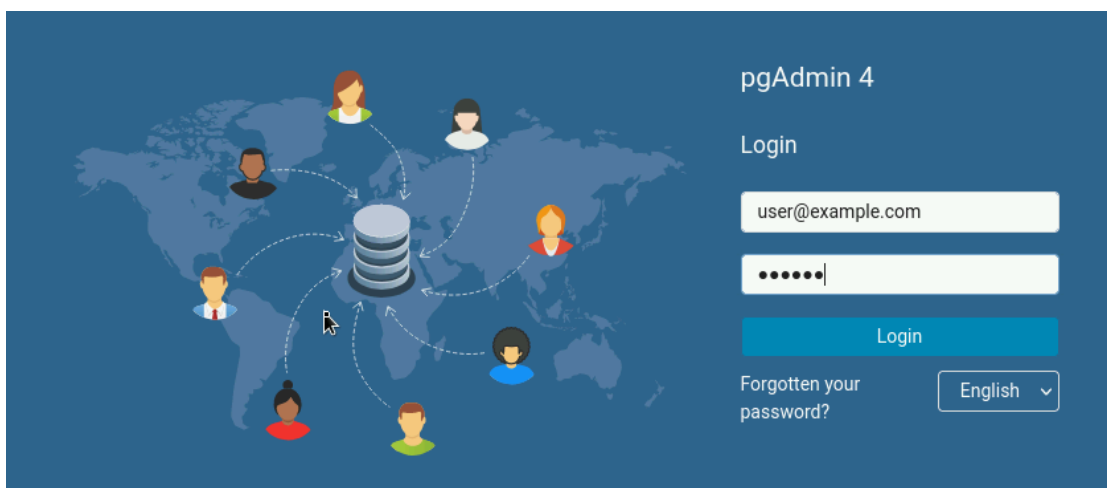 pgAdmin 4
Login
user@example.com
••••••
Login
Forgotten your
password?
English